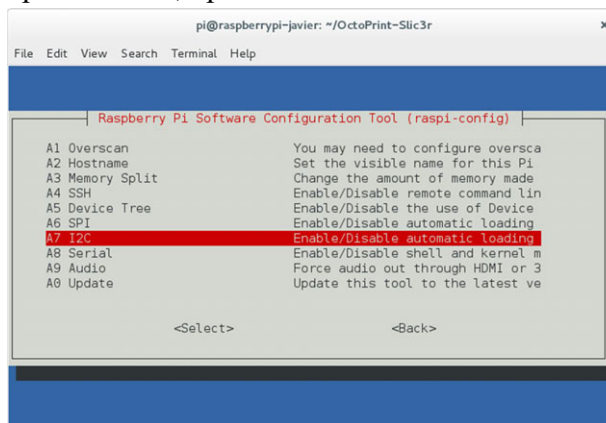 pi@raspberrypi-javier: ~/OctoPrint-Slic3r x
File Edit View Search Terminal Help
Raspberry Pi Software Configuration Tool (raspi-config)
A1 Overscan You may need to configure oversca
A2 Hostname Set the visible name for this Pi
A3 Memory Split Change the amount of memory made
A4 SSH Enable/Disable remote command lin
A5 Device Tree Enable/Disable the use of Device
A6 SPI Enable/Disable automatic loading
A7 I2C Enable/Disable automatic loading
A8 Serial Enable/Disable shell and kernel m
A9 Audio Force audio out through HDMI or 3
A0 Update Update this tool to the latest ve
<Select> <Back>